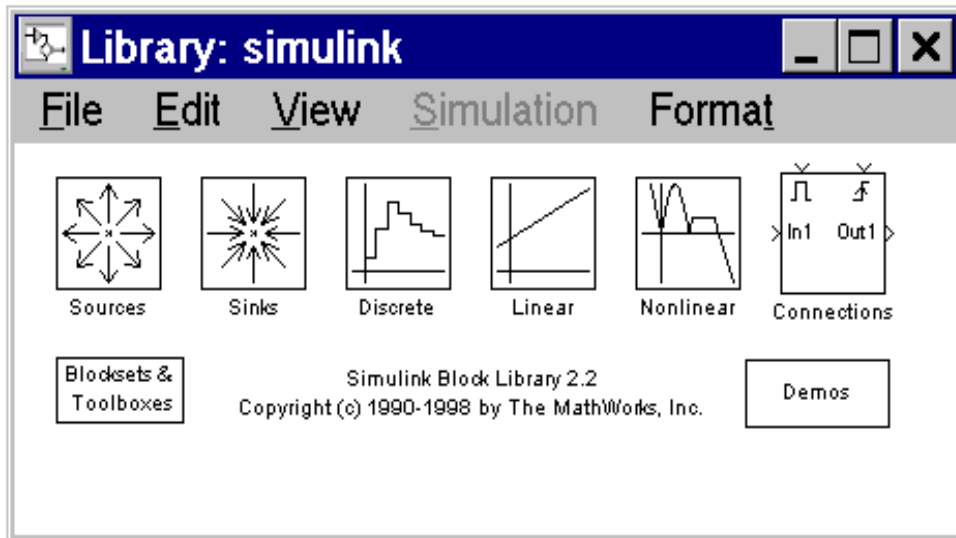 Library: simulink
File Edit View Simulation Format
In1 Out1
Sources Sinks Discrete Linear Nonlinear Connections
Blocksets &
Toolboxes
Simulink Block Library 2.2
Copyright (c) 1990-1998 by The MathWorks, Inc.
Demos